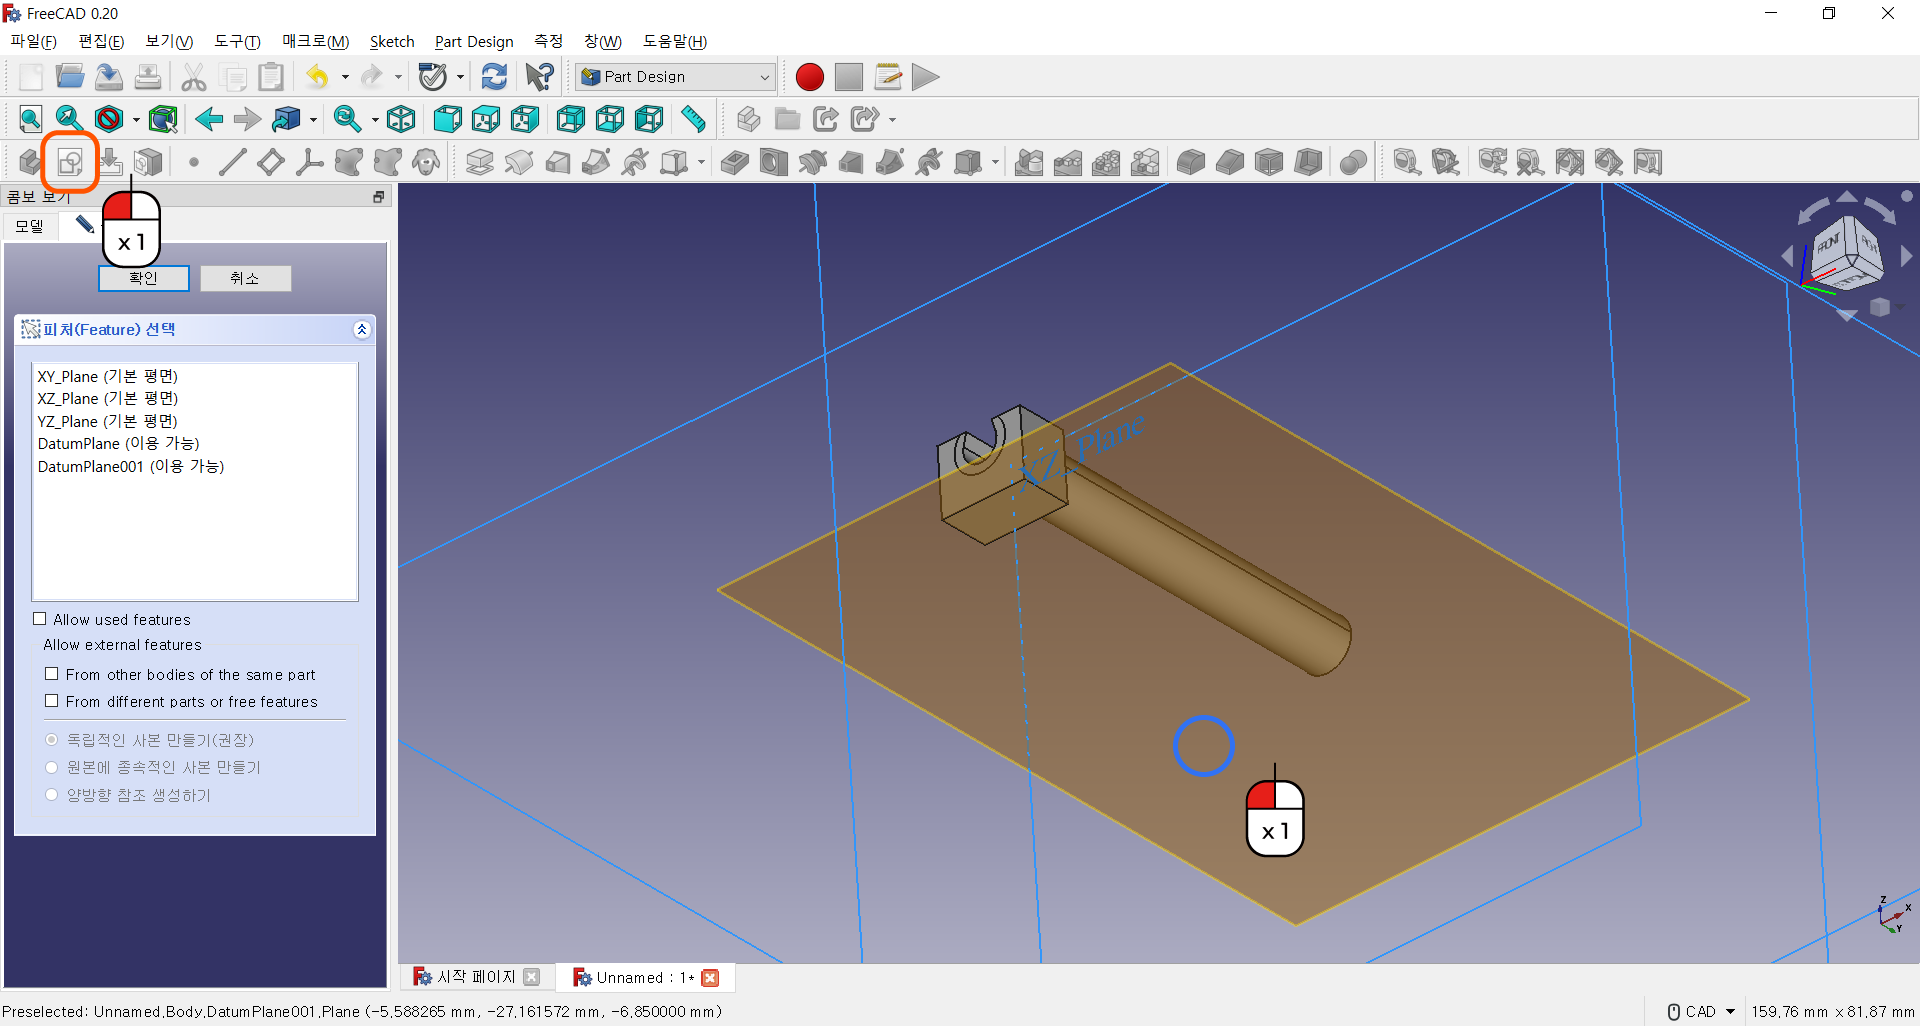 FreeCAD 0.20
파일(F) 편집(E) 보기(V) 도구(T) 매크로(M) Sketch Part Design 측정 창(W) 도움말(H)
Part Design
콤보 보기
모델
x 1
확인 취소
피처(Feature) 선택
XY_Plane (기본 평면)
XZ_Plane (기본 평면)
YZ_Plane (기본 평면)
DatumPlane (이용 가능)
DatumPlane001 (이용 가능)
Allow used features
Allow external features
From other bodies of the same part
From different parts or free features
독립적인 사본 만들기(권장)
원본에 종속적인 사본 만들기
양방향 참조 생성하기
FRONT
XZ_Plane
x 1
Z
X
Y
시작 페이지 Unnamed : 1*
Preselected: Unnamed.Body.DatumPlane001.Plane (-5.588265 mm, -27.161572 mm, -6.850000 mm)
CAD 159.76 mm x 81.87 mm